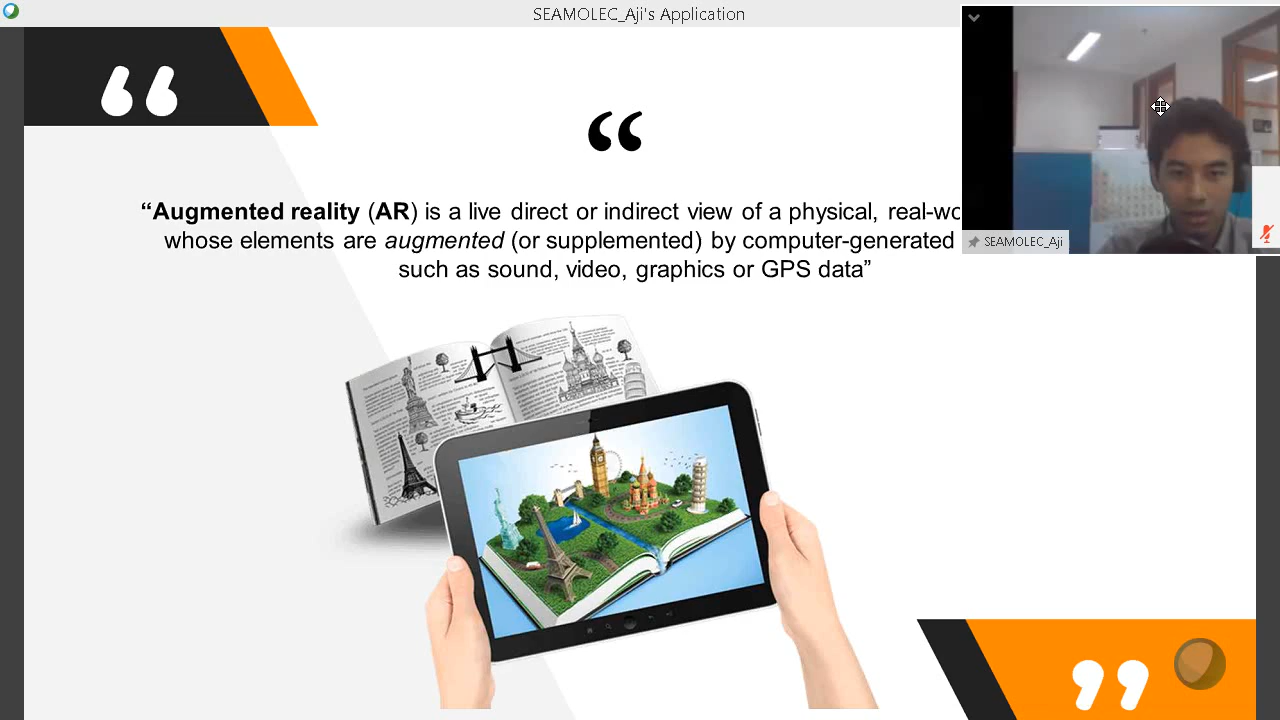 SEAMOLEC_Aji's Application
“
“
“Augmented reality (AR) is a live direct or indirect view of a physical, real-wo
whose elements are augmented (or supplemented) by computer-generated
such as sound, video, graphics or GPS data”
SEAMOLEC_Aji
”